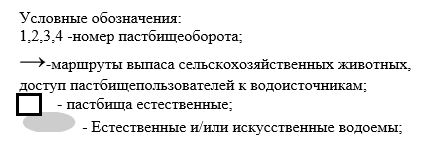 Условные обозначения:
1,2,3,4 -номер пастбищеоборота;
→-маршруты выпаса сельскохозяйственных животных,
доступ пастбищепользователей к водоисточникам;
- пастбища естественные;
- Естественные и/или искусственные водоемы;